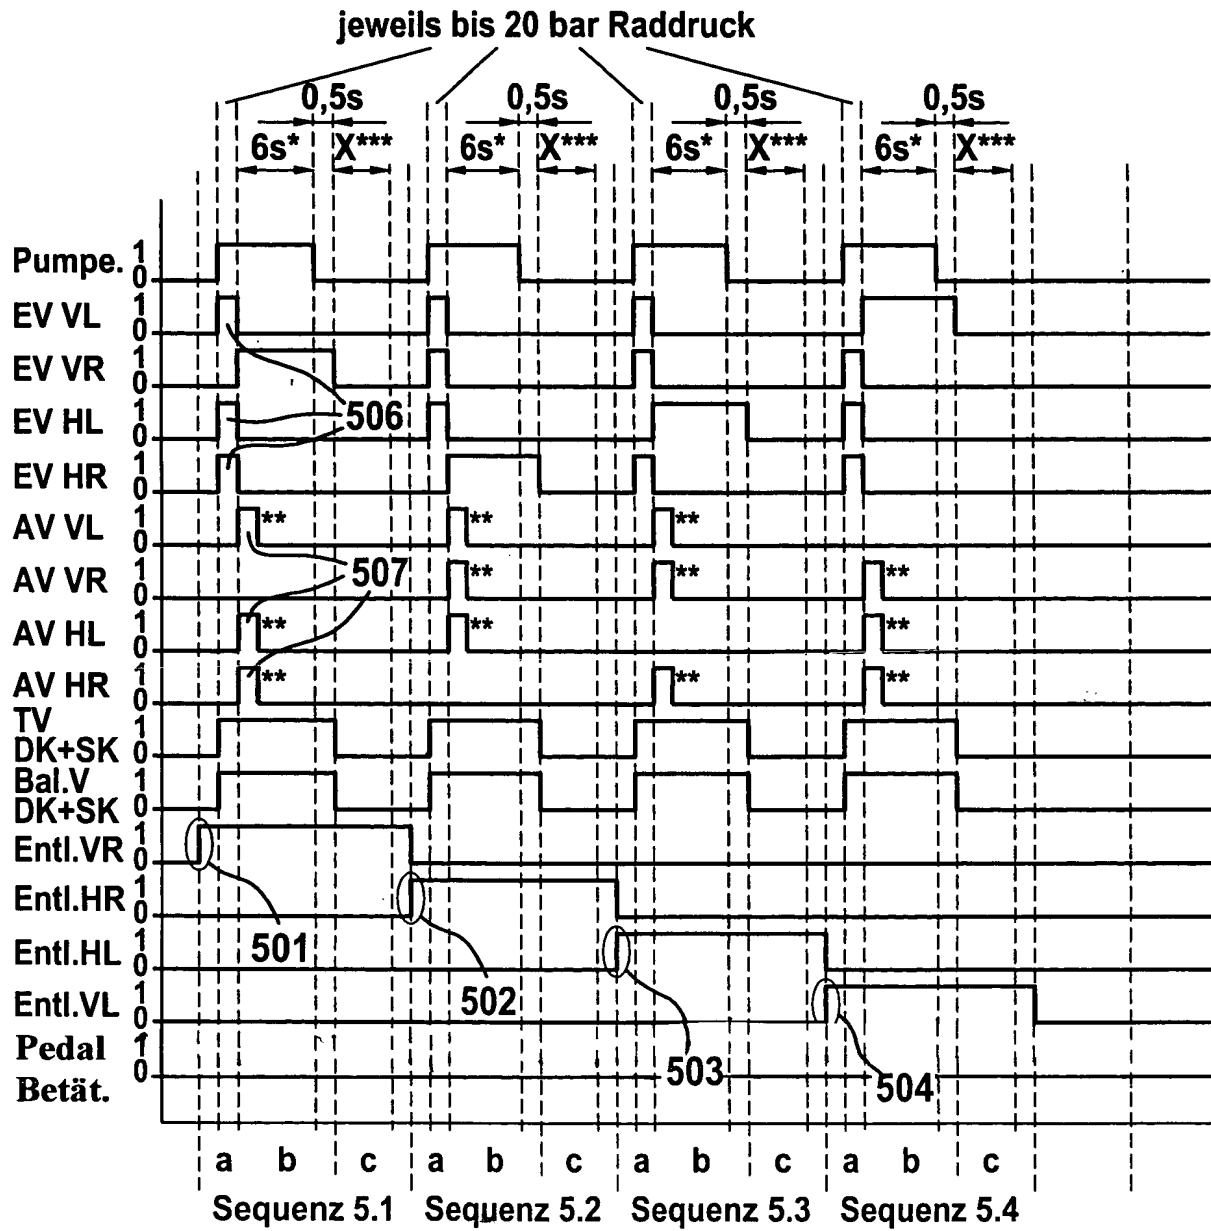 jeweils bis 20 bar Raddruck
0,5s 0,5s 0,5s 0,5s
6s* X*** 6s* X*** 6s* X*** 6s* X***
Pumpe. 1 0
EV VL 1 0
EV VR 1 0
EV HL 1 0
506
EV HR 1 0
AV VL 1 0 ** ** **
507
AV VR 1 0 ** ** **
AV HL 1 0 ** ** **
AV HR 1 0 ** ** **
TV
DK+SK 1 0
Bal.V
DK+SK 1 0
Entl.VR 1 0
Entl.HR 1 0
501
Entl.HL 1 0
502
Entl.VL 1 0
Pedal 1 0
503
504
Betät.
a b c a b c a b c a b c
Sequenz 5.1 Sequenz 5.2 Sequenz 5.3 Sequenz 5.4